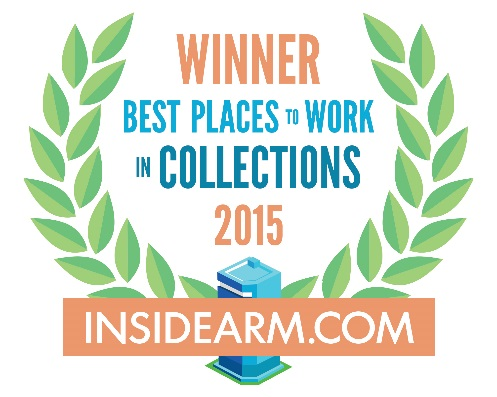 WINNER
BEST PLACES TO WORK
IN COLLECTIONS
2015
INSIDEARM.COM